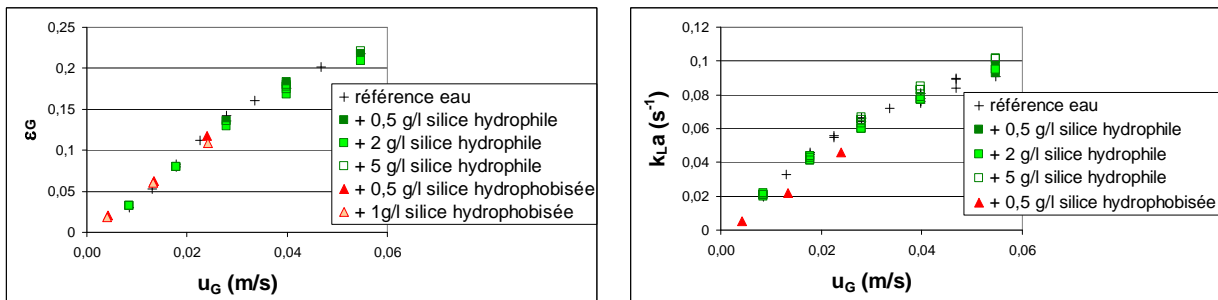 0,25
0,2
0,15
0,1
0,05
0
εG
0,00
0,02
0,04
0,06
uG (m/s)
+ référence eau
+ 0,5 g/l silice hydrophile
+ 2 g/l silice hydrophile
+ 5 g/l silice hydrophile
+ 0,5 g/l silice hydrophobisée
+ 1g/l silice hydrophobisée
0,12
0,1
0,08
0,06
0,04
0,02
0
kLa (s-1)
0,00
0,02
0,04
0,06
uG (m/s)
+ référence eau
+ 0,5 g/l silice hydrophile
+ 2 g/l silice hydrophile
+ 5 g/l silice hydrophile
+ 0,5 g/l silice hydrophobisée